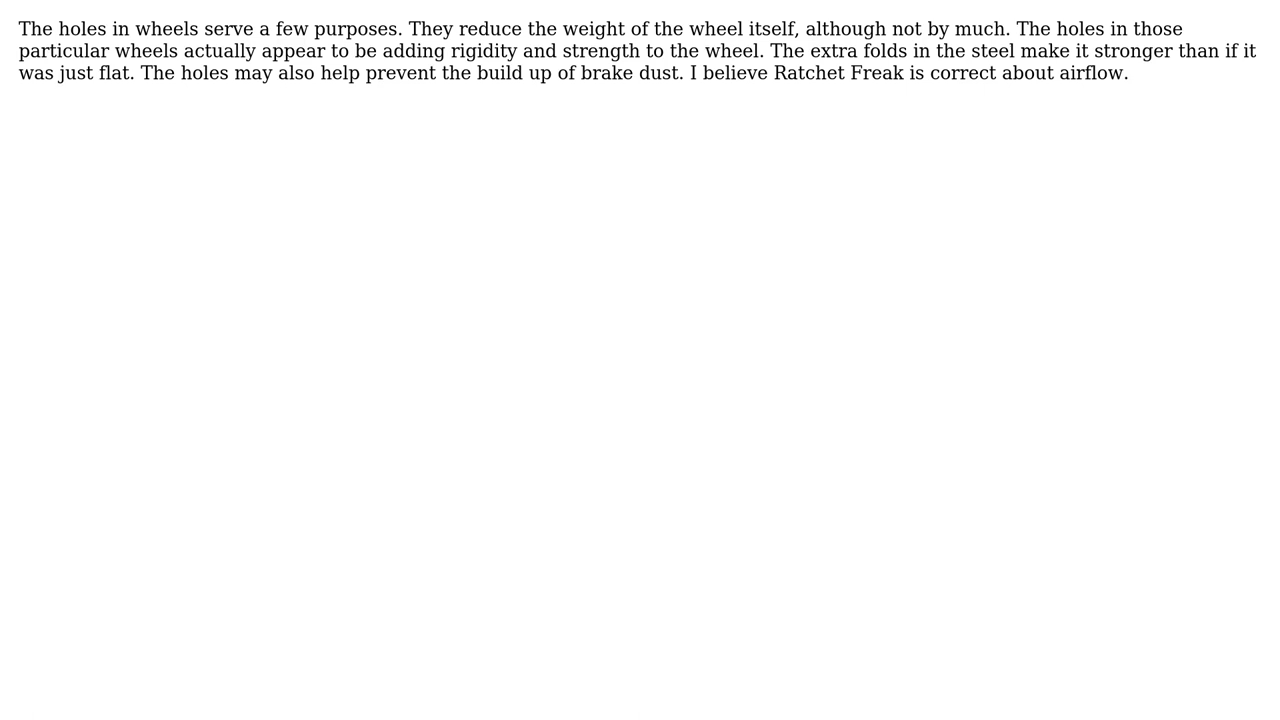 The holes in wheels serve a few purposes. They reduce the weight of the wheel itself, although not by much. The holes in those
particular wheels actually appear to be adding rigidity and strength to the wheel. The extra folds in the steel make it stronger than if it
was just flat. The holes may also help prevent the build up of brake dust. I believe Ratchet Freak is correct about airflow.